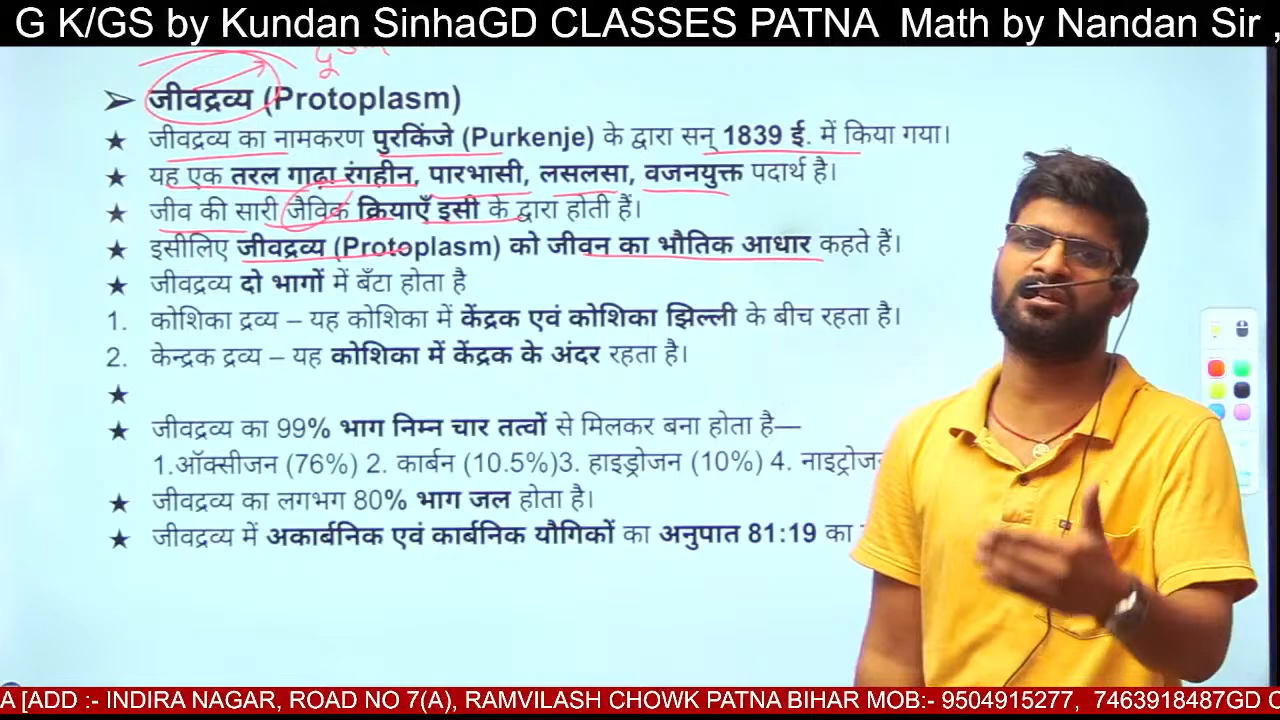 G K/GS by Kundan SinhaGD CLASSES PATNA Math by Nandan Sir ,
➢ जीवद्रव्य (Protoplasm)
★ जीवद्रव्य का नामकरण पुरकिंजे (Purkenje) के द्वारा सन् 1839 ई. में किया गया।
★ यह एक तरल गाढ़ा रंगहीन, पारभासी, लसलसा, वजनयुक्त पदार्थ है।
★ जीव की सारी जैविक क्रियाएँ इसी के द्वारा होती हैं।
★ इसीलिए जीवद्रव्य (Protoplasm) को जीवन का भौतिक आधार कहते हैं।
★ जीवद्रव्य दो भागों में बँटा होता है
1. कोशिका द्रव्य – यह कोशिका में केंद्रक एवं कोशिका झिल्ली के बीच रहता है।
2. केन्द्रक द्रव्य – यह कोशिका में केंद्रक के अंदर रहता है।
★
★ जीवद्रव्य का 99% भाग निम्न चार तत्वों से मिलकर बना होता है—
1.ऑक्सीजन (76%) 2. कार्बन (10.5%)3. हाइड्रोजन (10%) 4. नाइट्रोजन
★ जीवद्रव्य का लगभग 80% भाग जल होता है।
★ जीवद्रव्य में अकार्बनिक एवं कार्बनिक यौगिकों का अनुपात 81:19 का
A [ADD :- INDIRA NAGAR, ROAD NO 7(A), RAMVILASH CHOWK PATNA BIHAR MOB:- 9504915277, 7463918487GD C